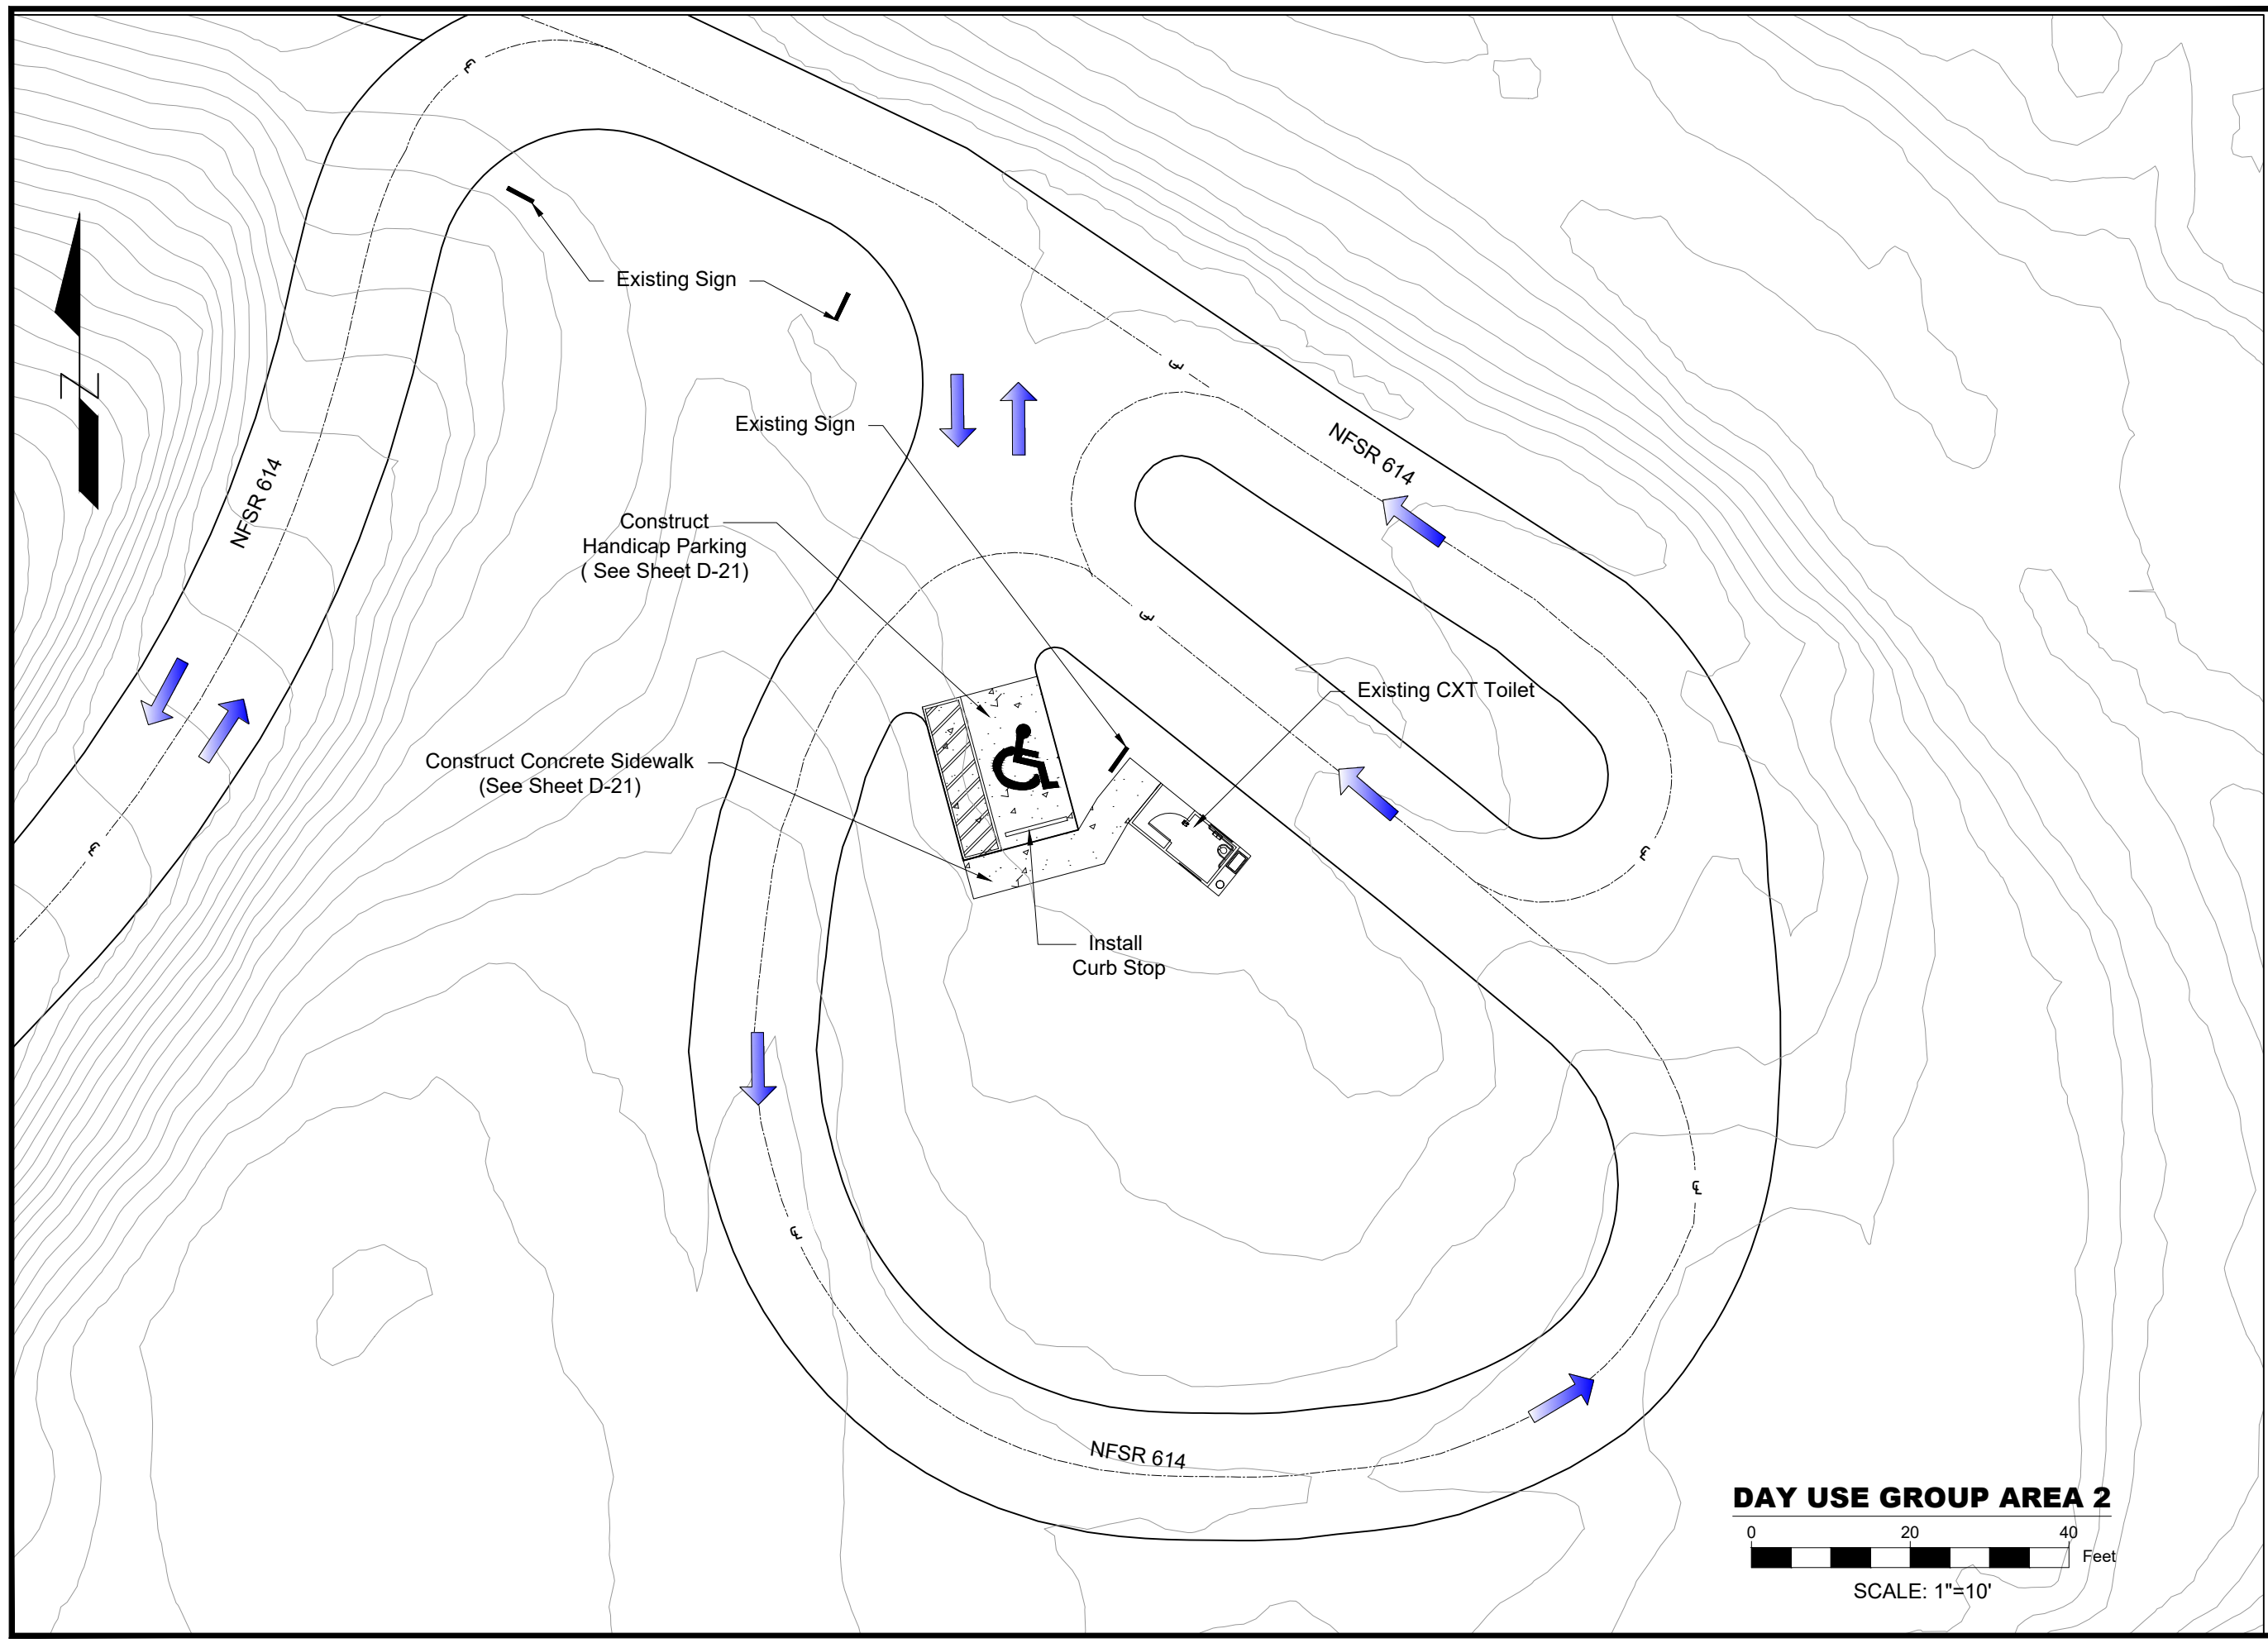 Existing Sign
Existing Sign
NFSR 614
NFSR 614
Construct
Handicap Parking
( See Sheet D-21)
Existing CXT Toilet
Construct Concrete Sidewalk
(See Sheet D-21)
Install
Curb Stop
NFSR 614
DAY USE GROUP AREA 2
0 20 40
Feet
SCALE: 1"=10'
N
℄
℄
℄
℄
℄
℄
℄